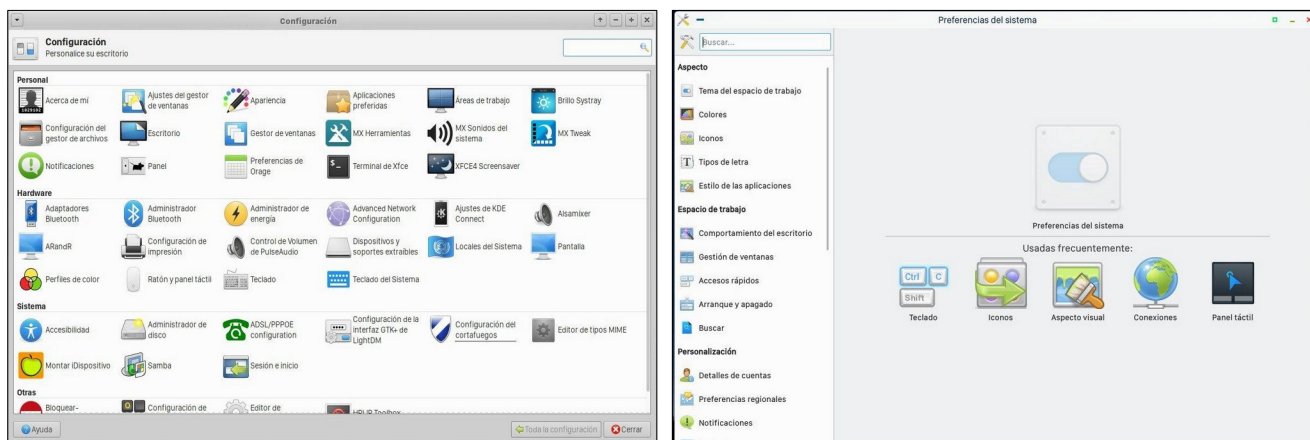 Configuración
Configuración
Personalice su escritorio
Personal
Acerca de mí
Ajustes del gestor
de ventanas
Apariencia
Aplicaciones
preferidas
Áreas de trabajo
Brillo Systray
Configuración del
gestor de archivos
Escritorio
Gestor de ventanas
MX Herramientas
MX Sonidos del
sistema
MX Tweak
Notificaciones
Panel
Preferencias de
Orage
Terminal de Xfce
XFCE4 Screensaver
Hardware
Adaptadores
Bluetooth
Administrador
Bluetooth
Administrador de
energía
Advanced Network
Configuration
Ajustes de KDE
Connect
Alsamixer
ARandR
Configuración de
impresión
Control de Volumen
de PulseAudio
Dispositivos y
soportes extraíbles
Locales del Sistema
Pantalla
Perfiles de color
Ratón y panel táctil
Teclado
Teclado del Sistema
Sistema
Accesibilidad
Administrador de
disco
ADSL/PPPOE
configuration
Configuración de la
interfaz GTK+ de
LightDM
Configuración del
cortafuegos
Editor de tipos MIME
Montar iDispositivo
Samba
Sesión e inicio
Otras
Bloquear-
Configuración de
Editor de
HPLIP Toolbox
Ayuda
Toda la configuración
Cerrar
Preferencias del sistema
Buscar...
Aspecto
Tema del espacio de trabajo
Colores
Iconos
Tipos de letra
Estilo de las aplicaciones
Espacio de trabajo
Comportamiento del escritorio
Gestión de ventanas
Accesos rápidos
Arranque y apagado
Buscar
Personalización
Detalles de cuentas
Preferencias regionales
Notificaciones
Preferencias del sistema
Usadas frecuentemente:
Ctrl
C
Shift
Teclado
Iconos
Aspecto visual
Conexiones
Panel táctil